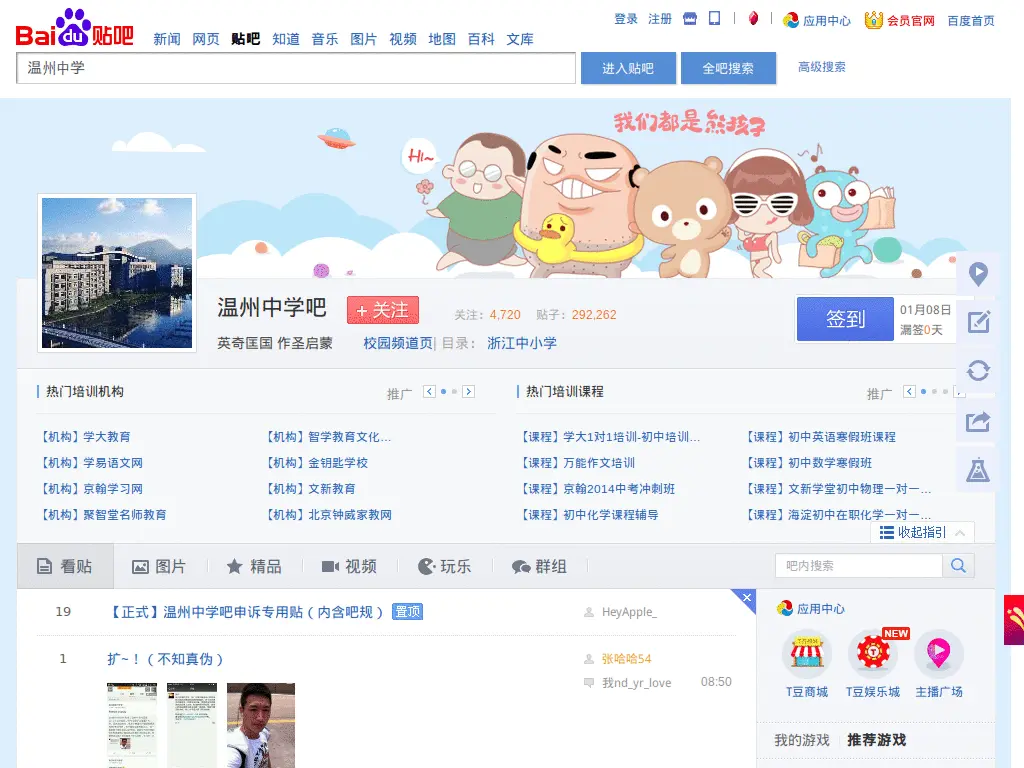 Bai du 贴吧
新闻 网页 贴吧 知道 音乐 图片 视频 地图 百科 文库
登录 注册 应用中心 会员官网 百度首页
温州中学 进入贴吧 全吧搜索 高级搜索
我们都是熊孩子
Hi~
温州中学吧 + 关注 关注: 4,720 贴子: 292,262
英奇匡国 作圣启蒙 校园频道页| 目录: 浙江中小学
签到 01月08日
漏签0天
热门培训机构 推广
【机构】学大教育 【机构】智学教育文化...
【机构】学易语文网 【机构】金钥匙学校
【机构】京翰学习网 【机构】文新教育
【机构】聚智堂名师教育 【机构】北京钟威家教网
热门培训课程 推广
【课程】学大1对1培训-初中培训... 【课程】初中英语寒假班课程
【课程】万能作文培训 【课程】初中数学寒假班
【课程】京翰2014中考冲刺班 【课程】文新学堂初中物理一对一...
【课程】初中化学课程辅导 【课程】海淀初中在职化学一对一...
收起指引
看贴 图片 精品 视频 玩乐 群组 吧内搜索
19 【正式】温州中学吧申诉专用贴（内含吧规） 置顶 HeyApple_
1 扩~！（不知真伪） 张哈哈54
我nd_yr_love 08:50
应用中心
NEW
T豆商城 T豆娱乐城 主播广场
我的游戏 推荐游戏